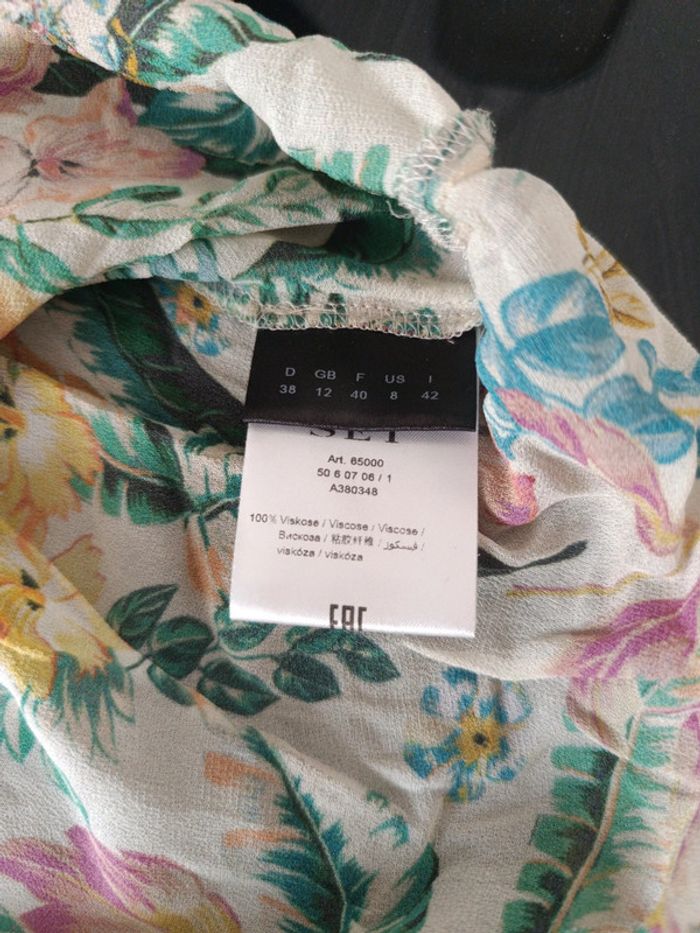 D GB F US I
38 12 40 8 42
SET
Art. 65000
50 6 07 06 / 1
A380348
100% Viskose / Viscose / Viscose /
Вискоза / 粘胶纤维 / فيسكوز /
viskóza / viskóza
EAC